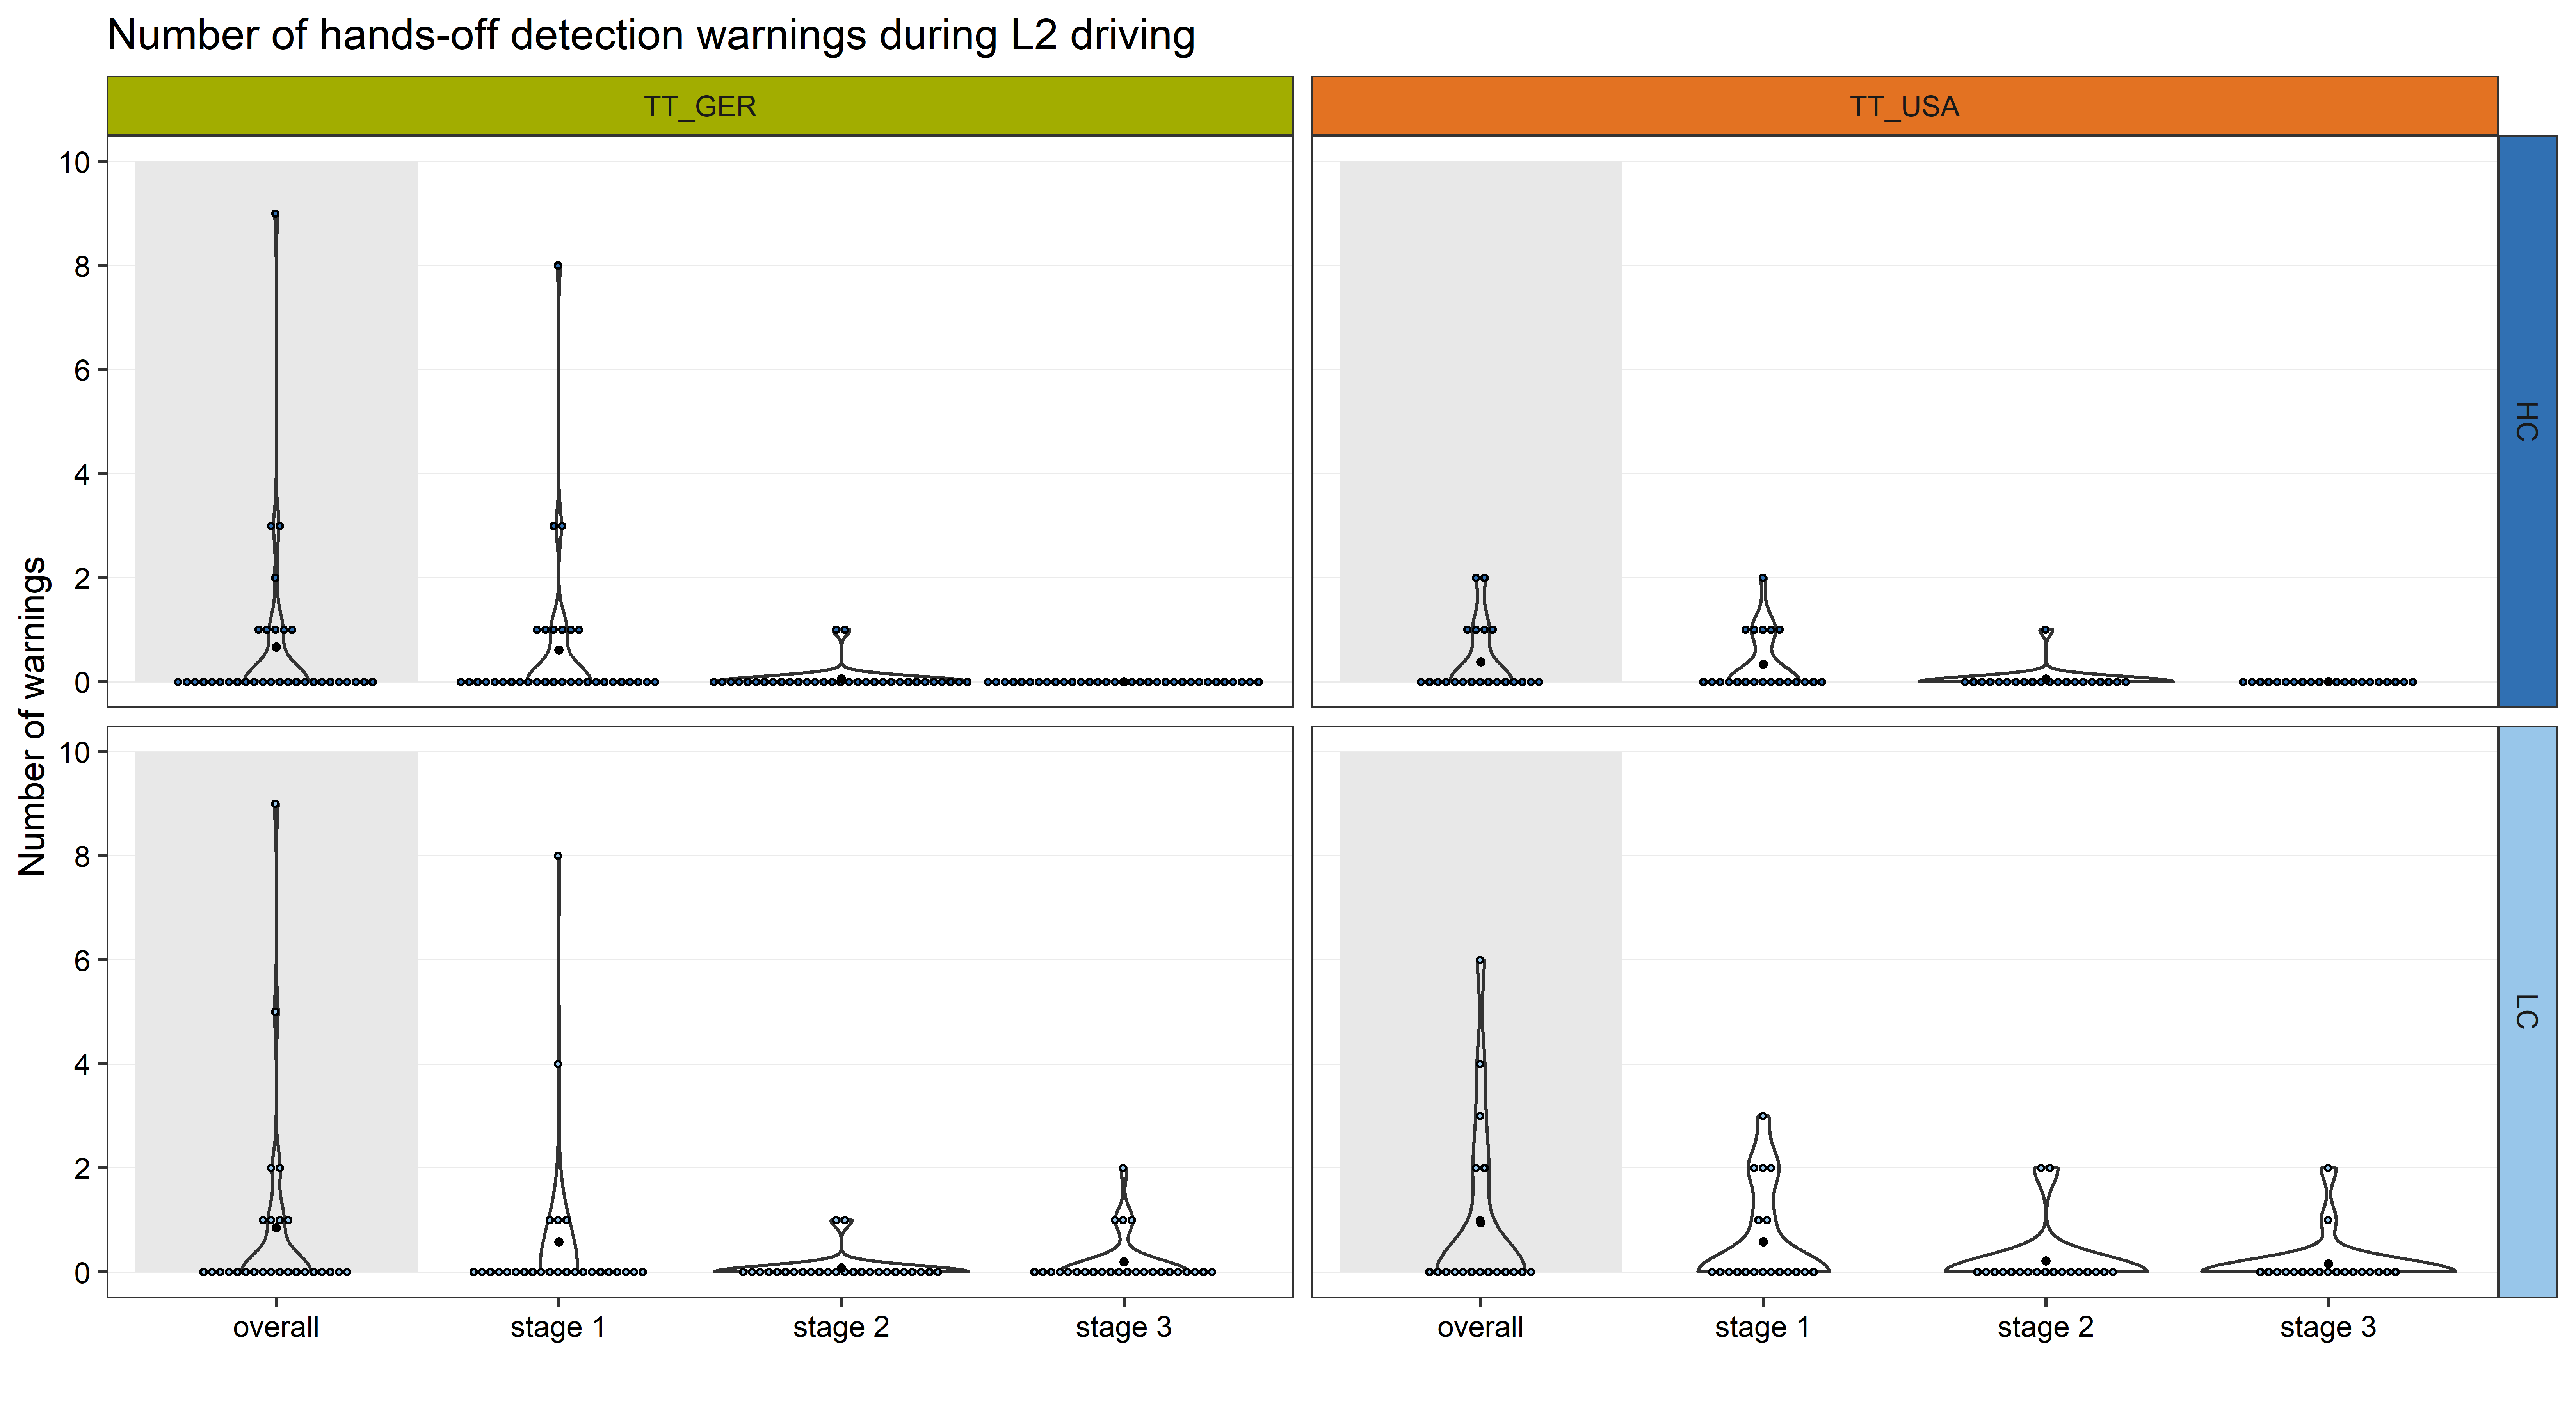 Number of hands-off detection warnings during L2 driving
TT_GER
TT_USA
10
8
6
4
2
0
HC
Number of warnings
10
8
6
4
2
0
LC
overall
stage 1
stage 2
stage 3
overall
stage 1
stage 2
stage 3